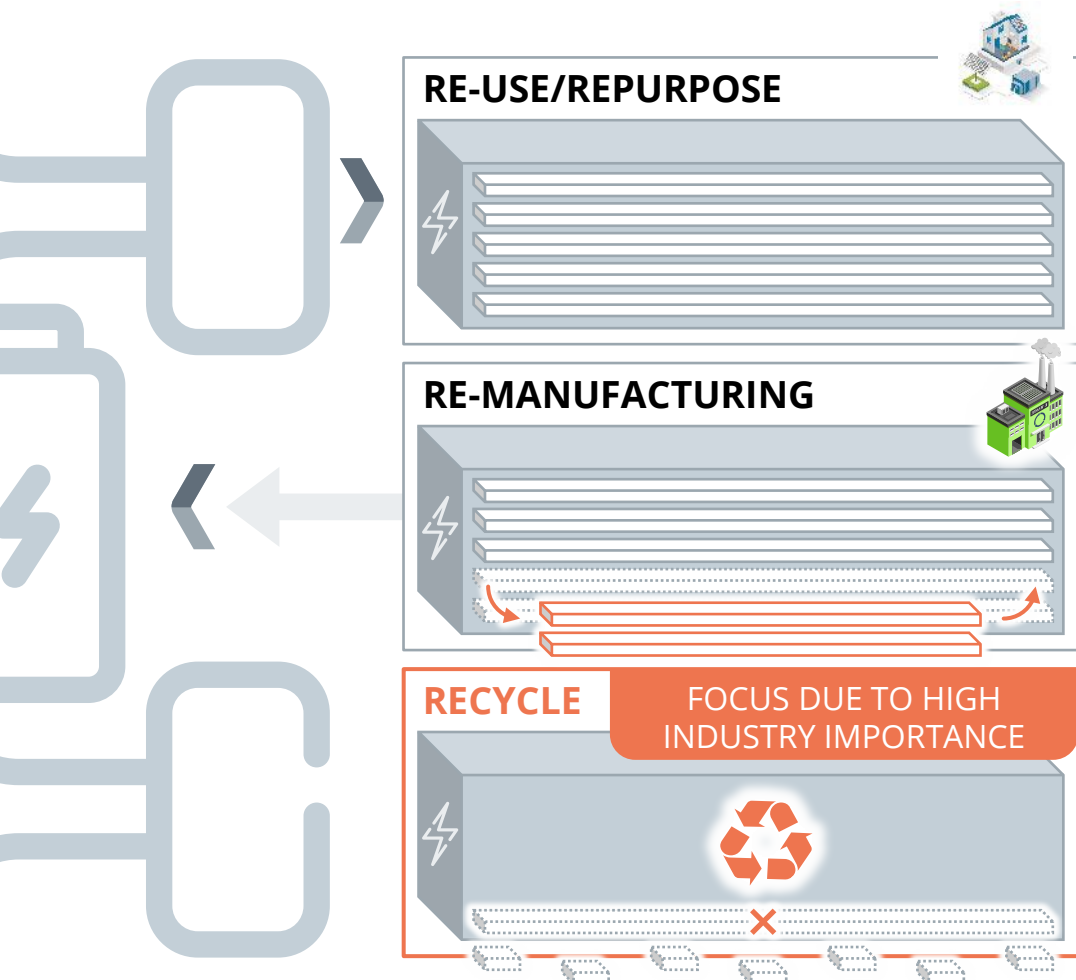 RE-USE/REPURPOSE
RE-MANUFACTURING
RECYCLE
FOCUS DUE TO HIGH
INDUSTRY IMPORTANCE